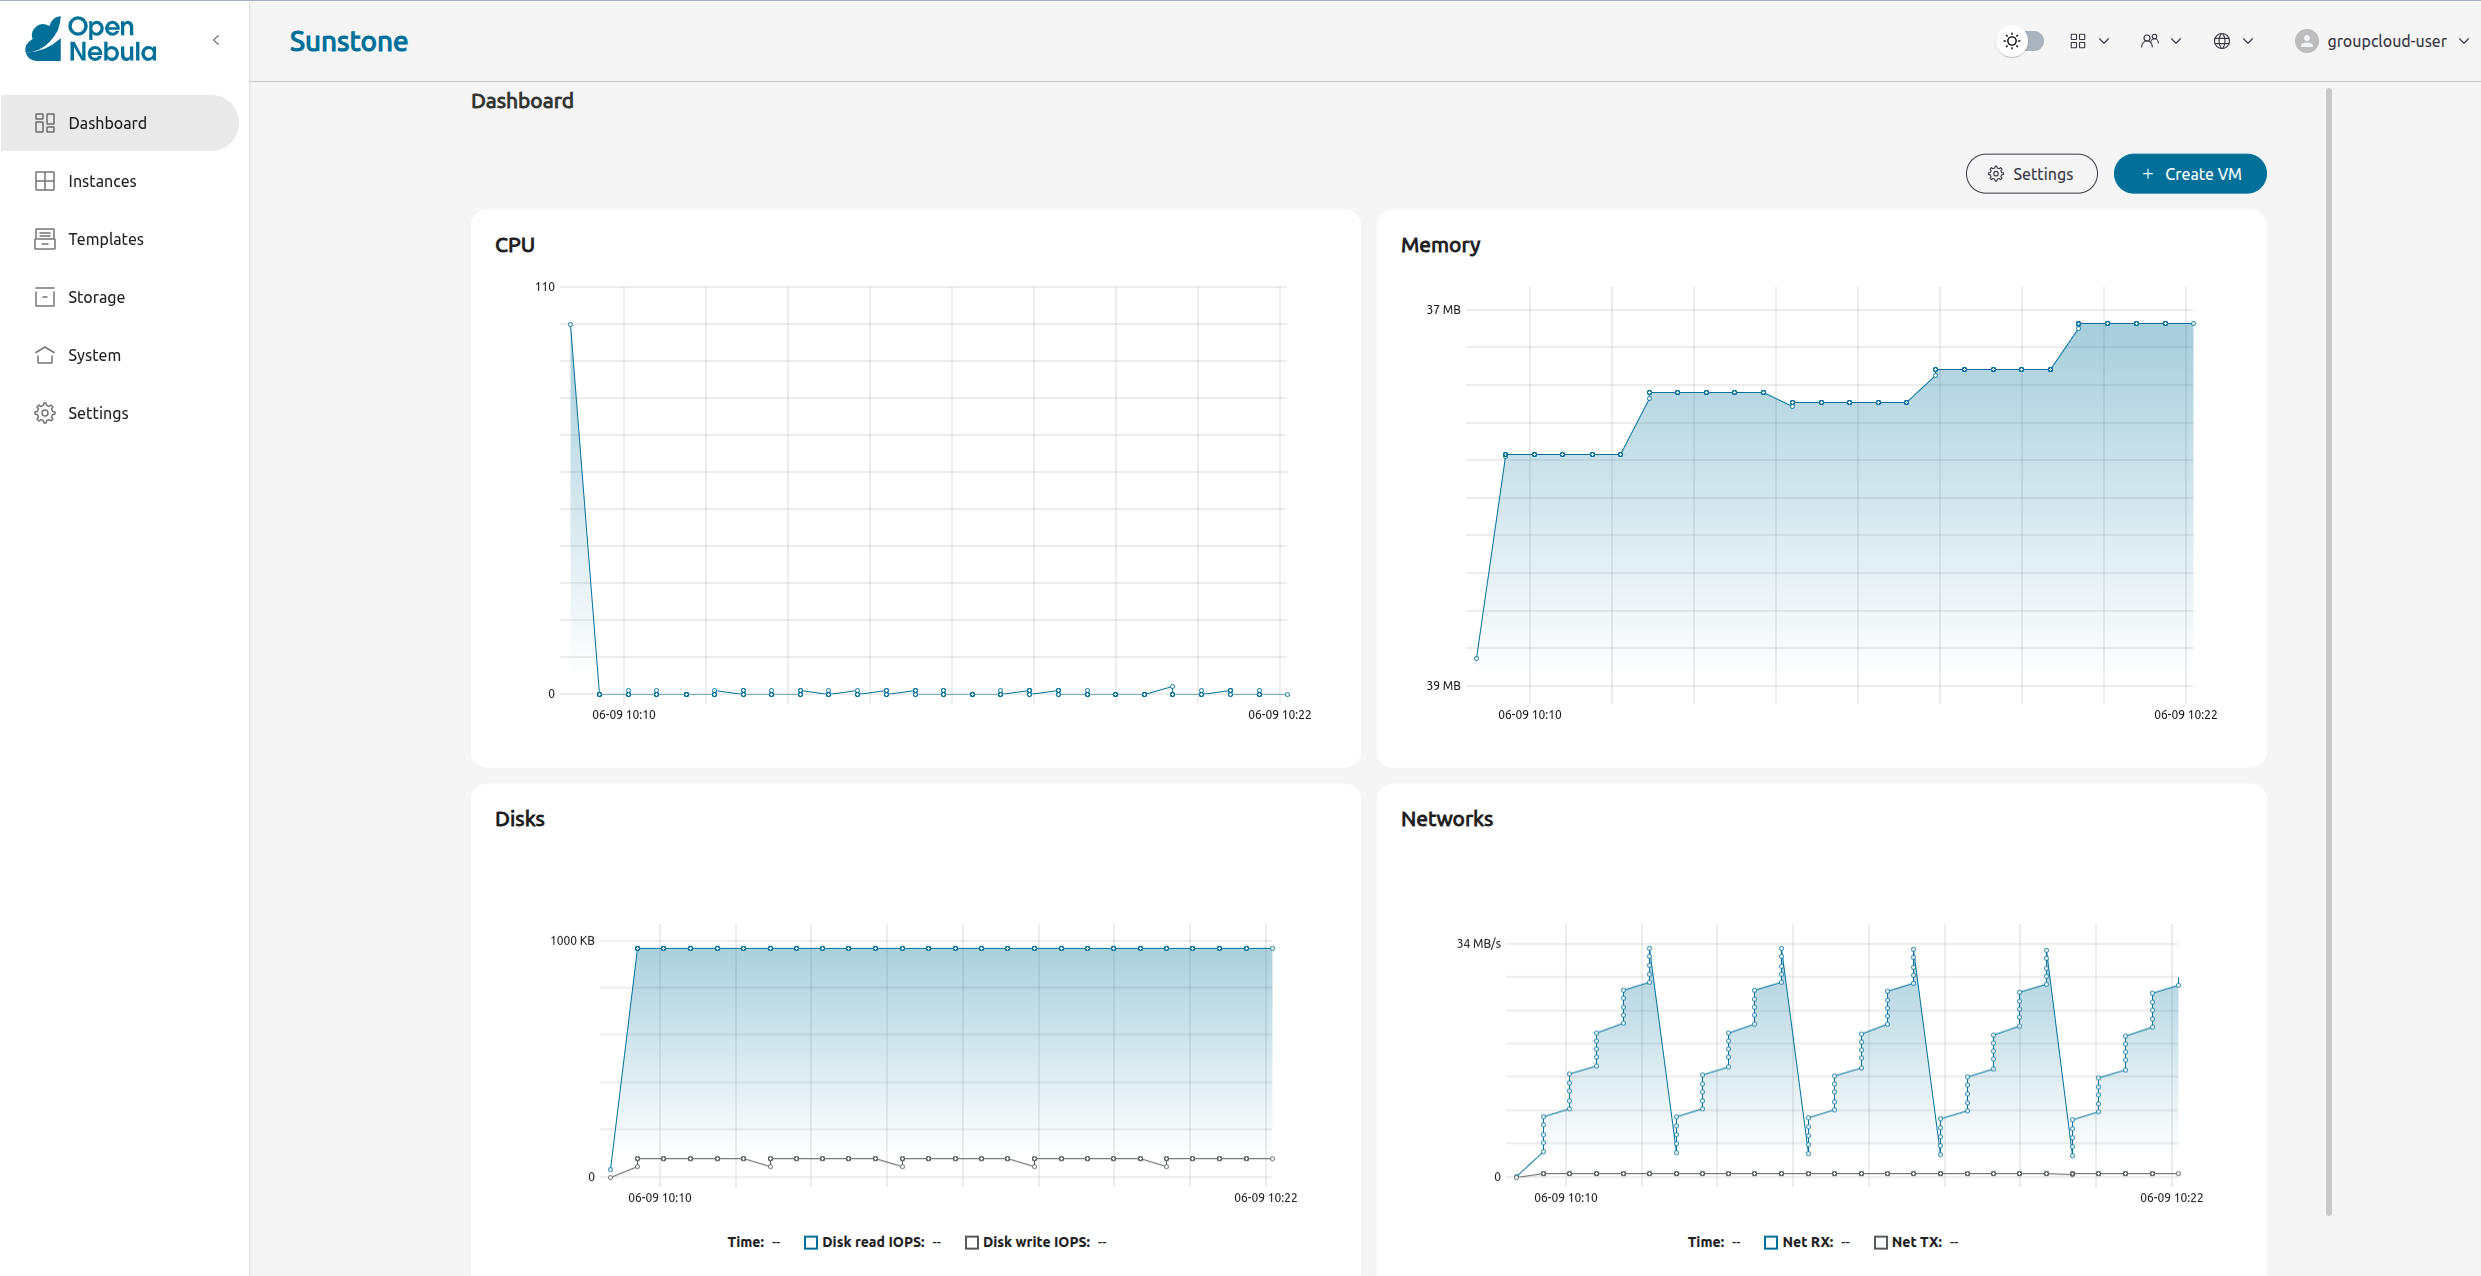 Open
Nebula
Sunstone
groupcloud-user
Dashboard
Instances
Templates
Storage
System
Settings
Dashboard
Settings
+ Create VM
CPU
110
0
06-09 10:10
06-09 10:22
Memory
37 MB
39 MB
06-09 10:10
06-09 10:22
Disks
1000 KB
0
06-09 10:10
06-09 10:22
Time: -- Disk read IOPS: -- Disk write IOPS: --
Networks
34 MB/s
0
06-09 10:10
06-09 10:22
Time: -- Net RX: -- Net TX: --